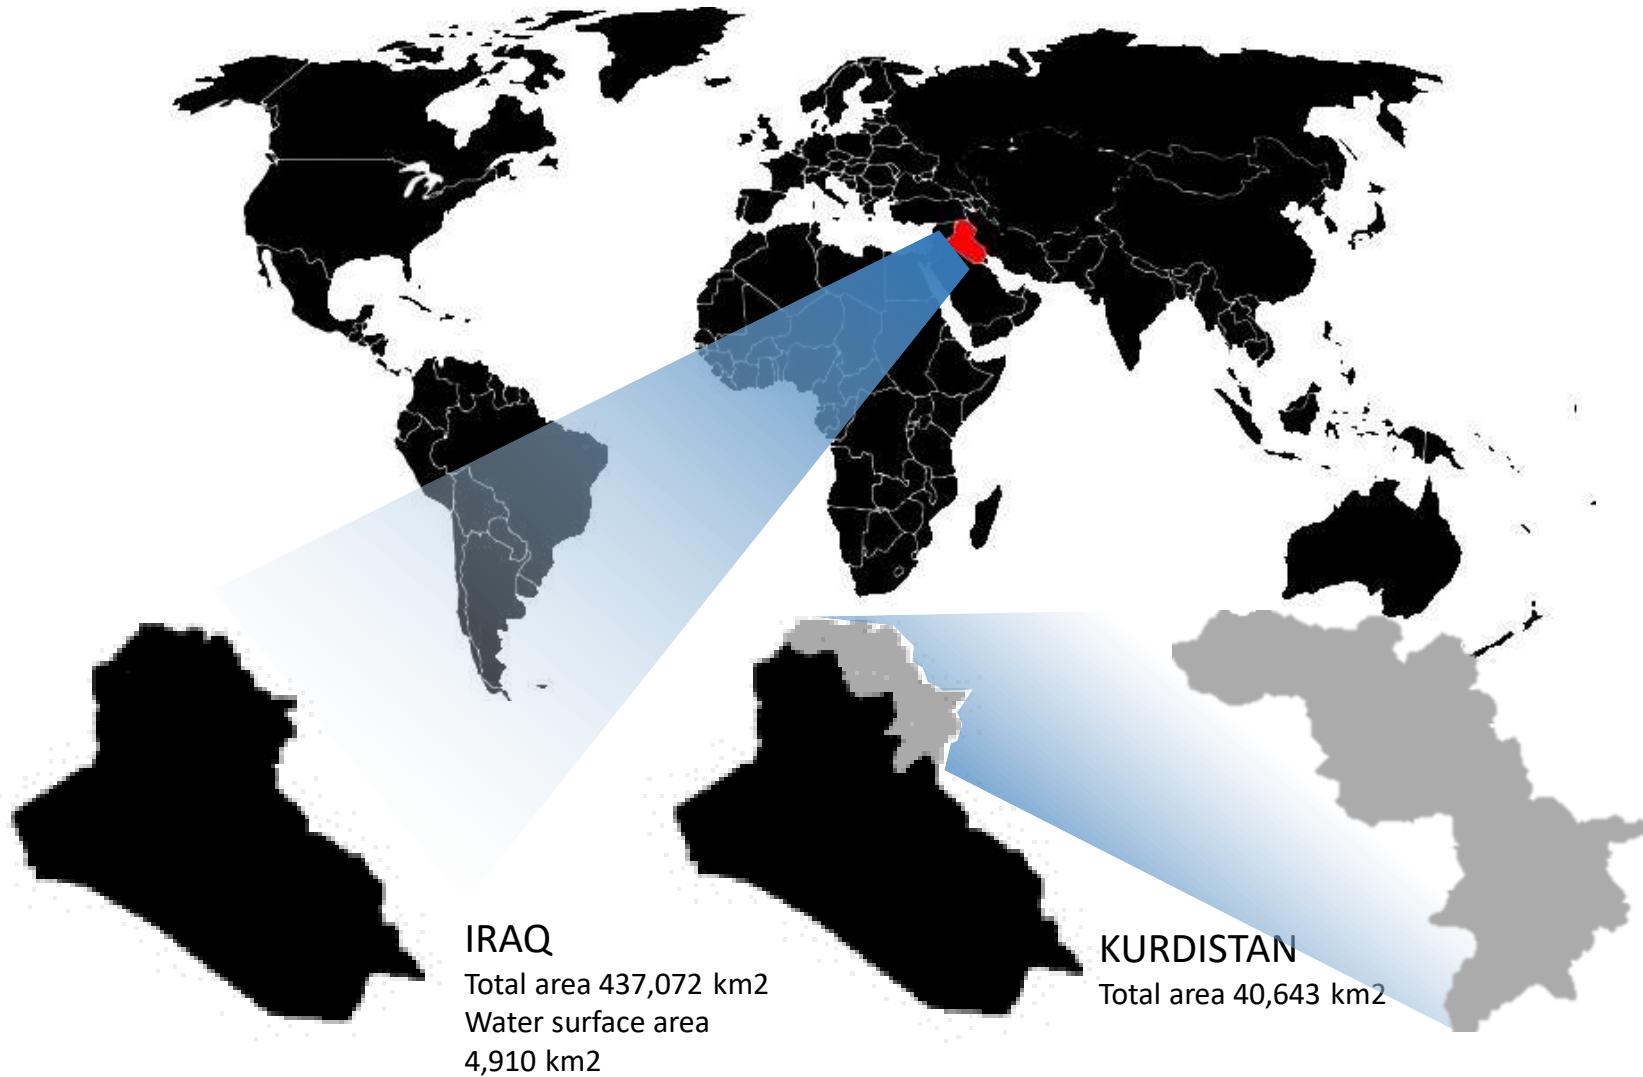 IRAQ
Total area 437,072 km2
Water surface area
4,910 km2
KURDISTAN
Total area 40,643 km2